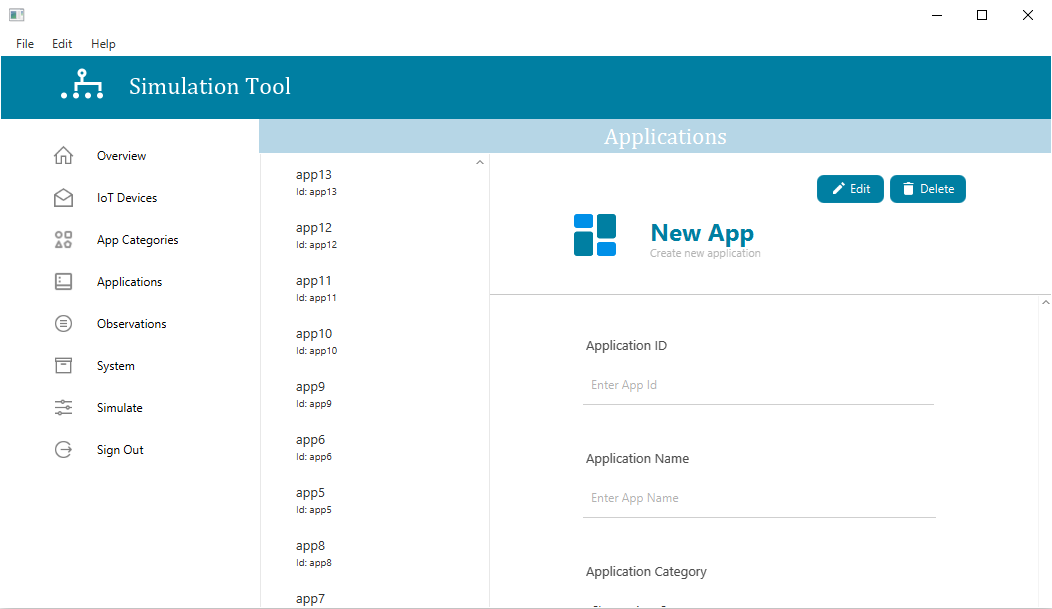 File Edit Help
Simulation Tool
Applications
Overview
IoT Devices
App Categories
Applications
Observations
System
Simulate
Sign Out
app13
Id: app13
app12
Id: app12
app11
Id: app11
app10
Id: app10
app9
Id: app9
app6
Id: app6
app5
Id: app5
app8
Id: app8
app7
Edit
Delete
New App
Create new application
Application ID
Enter App Id
Application Name
Enter App Name
Application Category